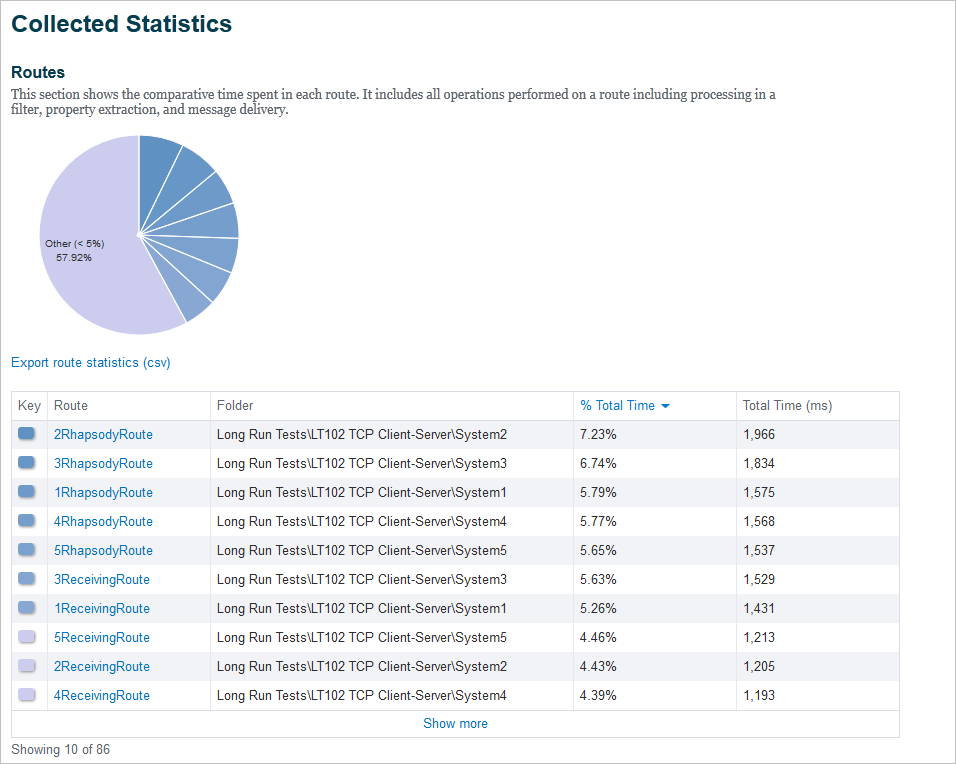 Collected Statistics
Routes
This section shows the comparative time spent in each route. It includes all operations performed on a route including processing in a
filter, property extraction, and message delivery.
Other (< 5%)
57.92%
Export route statistics (csv)
Key Route Folder % Total Time Total Time (ms)
2RhapsodyRoute Long Run Tests\LT102 TCP Client-Server\System2 7.23% 1,966
3RhapsodyRoute Long Run Tests\LT102 TCP Client-Server\System3 6.74% 1,834
1RhapsodyRoute Long Run Tests\LT102 TCP Client-Server\System1 5.79% 1,575
4RhapsodyRoute Long Run Tests\LT102 TCP Client-Server\System4 5.77% 1,568
5RhapsodyRoute Long Run Tests\LT102 TCP Client-Server\System5 5.65% 1,537
3ReceivingRoute Long Run Tests\LT102 TCP Client-Server\System3 5.63% 1,529
1ReceivingRoute Long Run Tests\LT102 TCP Client-Server\System1 5.26% 1,431
5ReceivingRoute Long Run Tests\LT102 TCP Client-Server\System5 4.46% 1,213
2ReceivingRoute Long Run Tests\LT102 TCP Client-Server\System2 4.43% 1,205
4ReceivingRoute Long Run Tests\LT102 TCP Client-Server\System4 4.39% 1,193
Show more
Showing 10 of 86